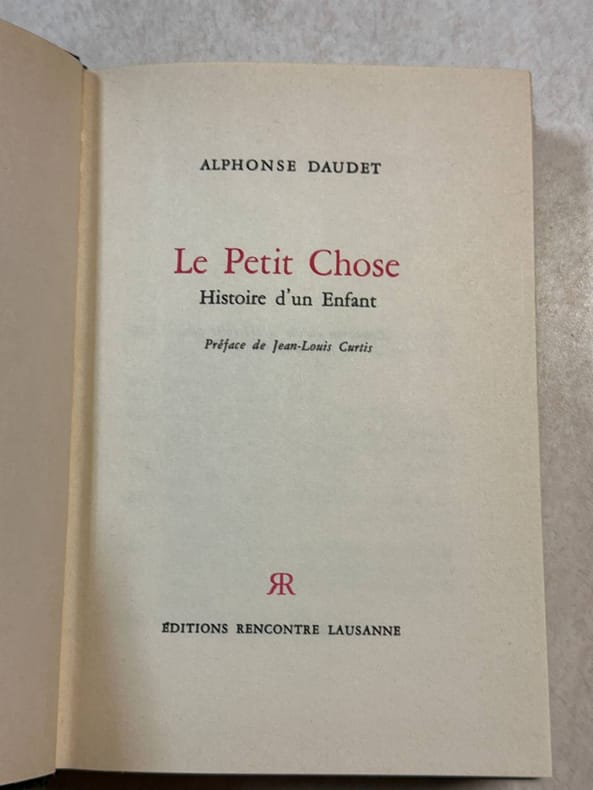 ALPHONSE DAUDET
Le Petit Chose
Histoire d'un Enfant
Préface de Jean-Louis Curtis
RR
ÉDITIONS RENCONTRE LAUSANNE